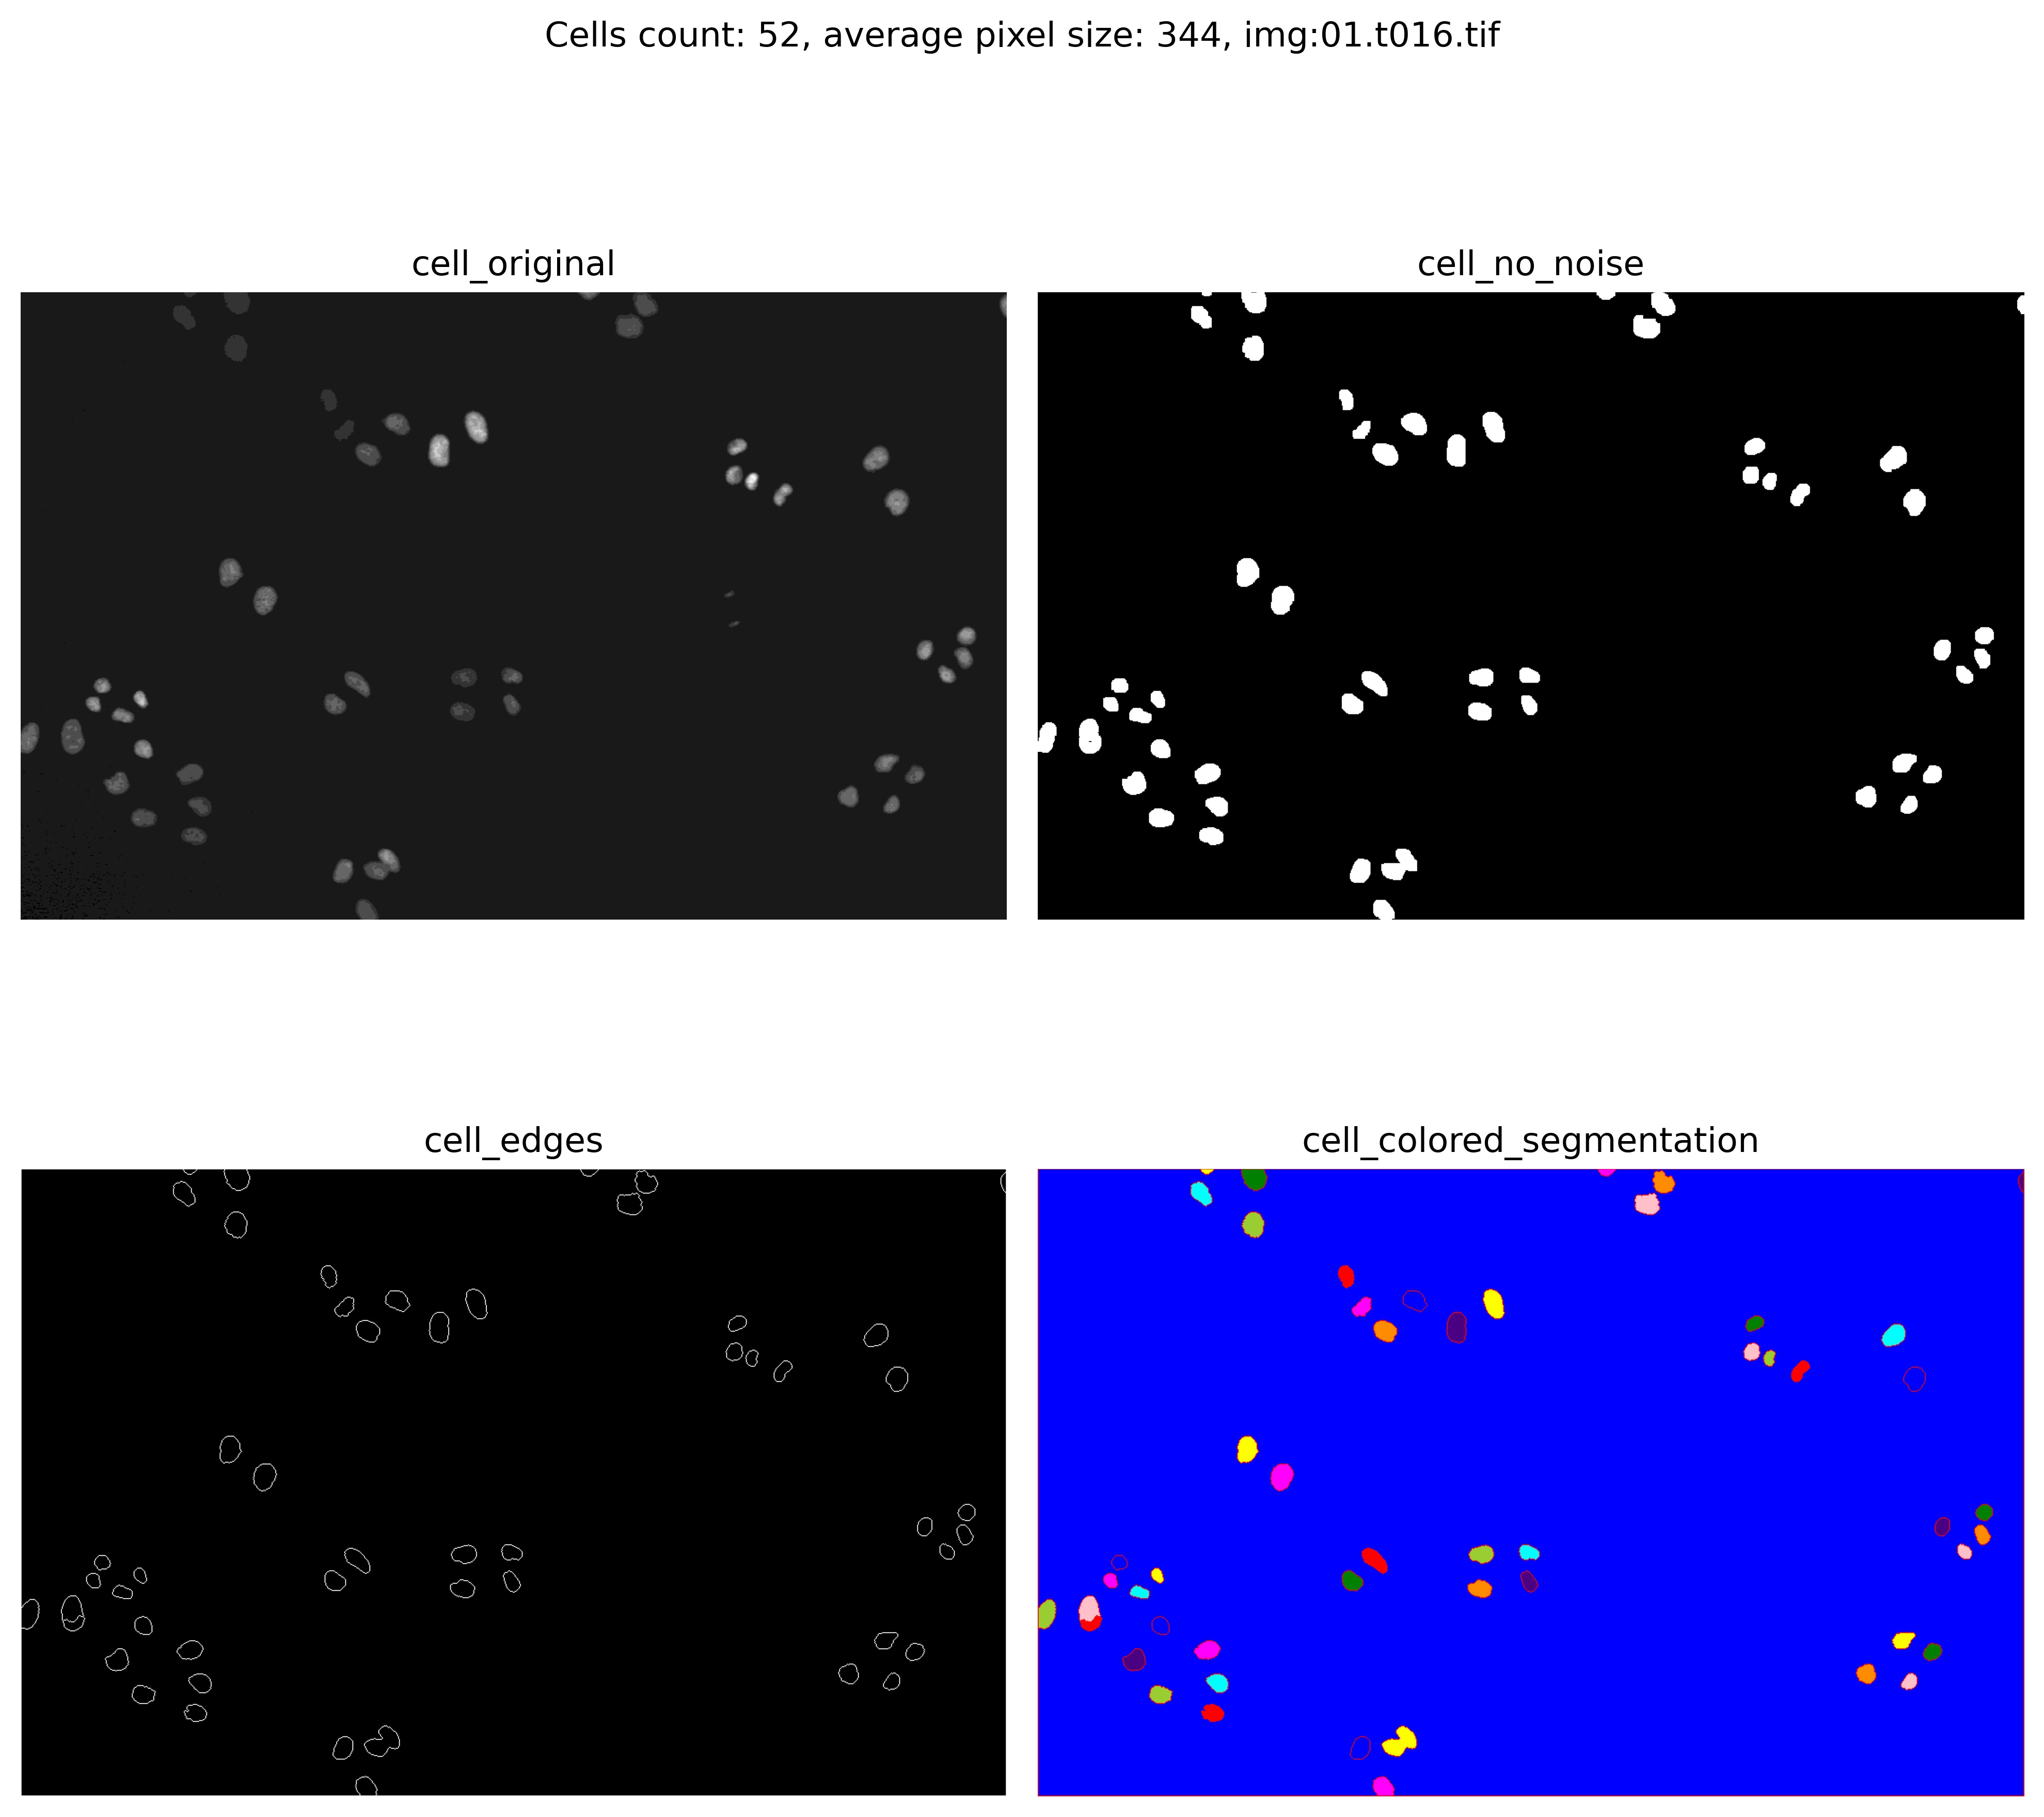 Cells count: 52, average pixel size: 344, img:01.t016.tif
cell_original
cell_no_noise
cell_edges
cell_colored_segmentation